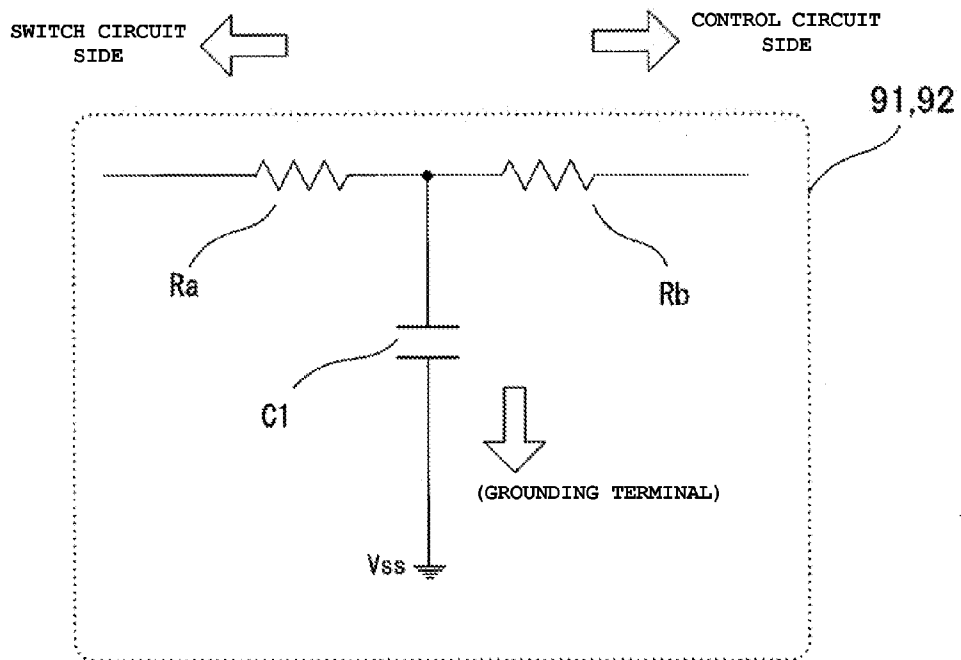 SWITCH CIRCUIT
SIDE
CONTROL CIRCUIT
SIDE
91,92
Ra
Rb
C1
(GROUNDING TERMINAL)
Vss